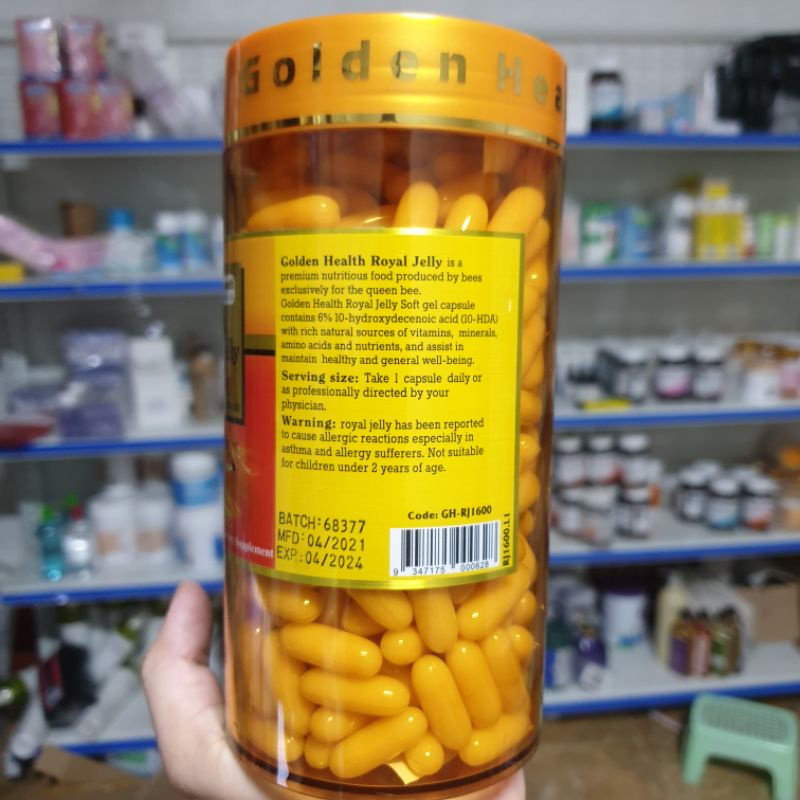 Golden Hea
Golden Health Royal Jelly is a
premium nutritious food produced by bees
exclusively for the queen bee.
Golden Health Royal Jelly Soft gel capsule
contains 6% 10-hydroxydecenoic acid (10-HDA)
with rich natural sources of vitamins, minerals,
amino acids and nutrients, and assist in
maintain healthy and general well-being.
Serving size: Take 1 capsule daily or
as professionally directed by your
physician.
Warning: royal jelly has been reported
to cause allergic reactions especially in
asthma and allergy sufferers. Not suitable
for children under 2 years of age.
Code: GH-RJ1600
BATCH:68377
MFD:04/2021
EXP.:04/2024
9 347175 000628
RJ1600.11
Supplement